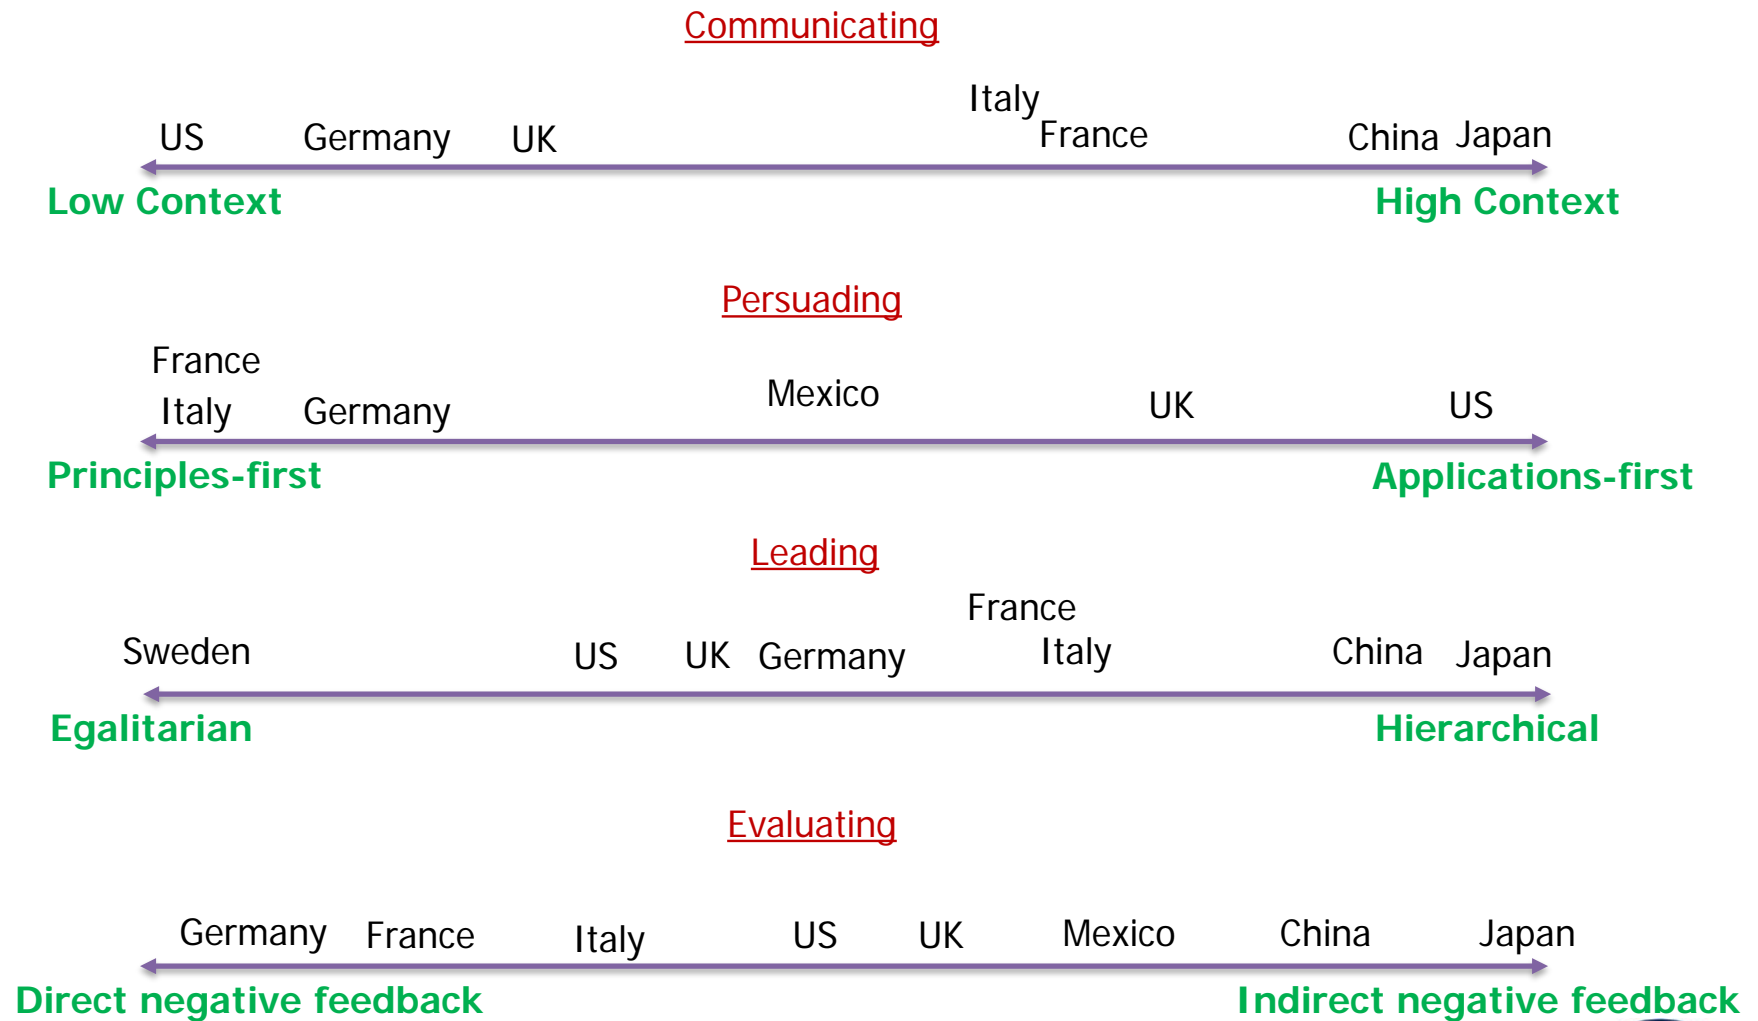 Communicating
Italy
US Germany UK France China Japan
Low Context High Context
Persuading
France
Mexico
Italy Germany UK US
Principles-first Applications-first
Leading
France
Sweden US UK Germany Italy China Japan
Egalitarian Hierarchical
Evaluating
Germany France Italy US UK Mexico China Japan
Direct negative feedback Indirect negative feedback